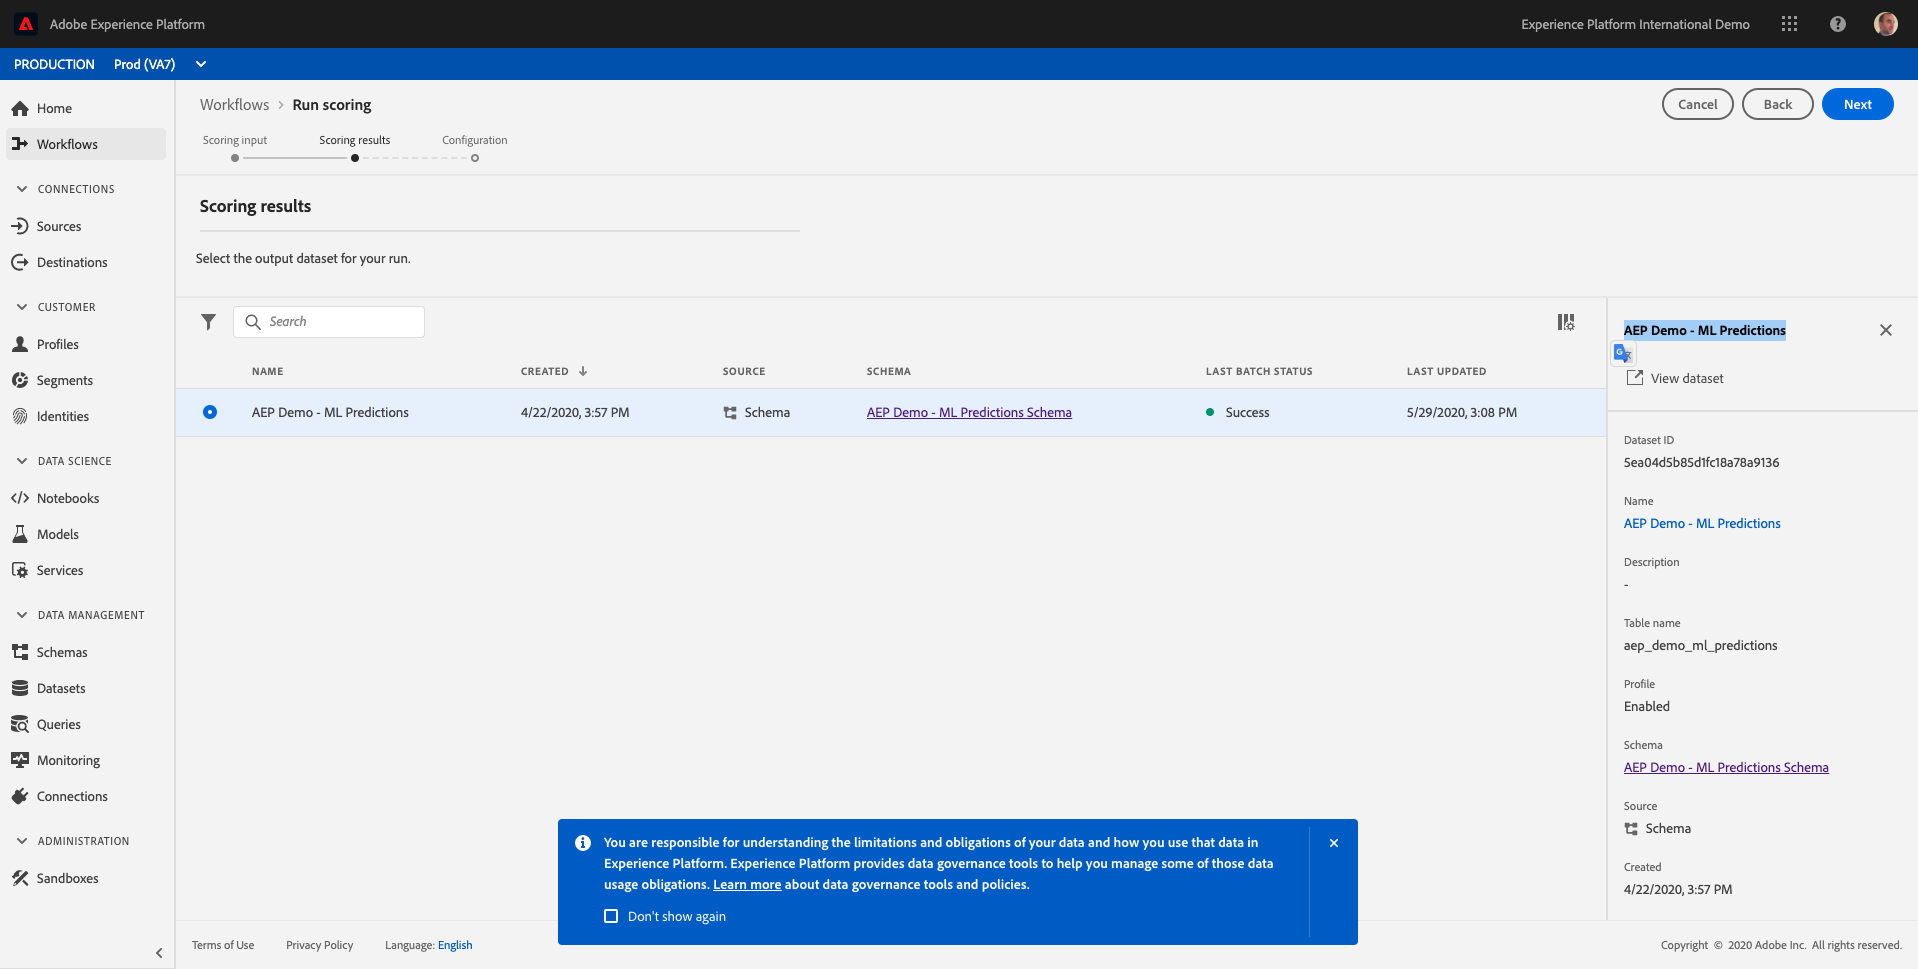 Adobe Experience Platform
Experience Platform International Demo
PRODUCTION Prod (VA7)
Home
Workflows
CONNECTIONS
Sources
Destinations
CUSTOMER
Profiles
Segments
Identities
DATA SCIENCE
Notebooks
Models
Services
DATA MANAGEMENT
Schemas
Datasets
Queries
Monitoring
Connections
ADMINISTRATION
Sandboxes
Workflows > Run scoring
Cancel Back Next
Scoring input Scoring results Configuration
Scoring results
Select the output dataset for your run.
Search
NAME CREATED SOURCE SCHEMA LAST BATCH STATUS LAST UPDATED
AEP Demo - ML Predictions 4/22/2020, 3:57 PM Schema AEP Demo - ML Predictions Schema Success 5/29/2020, 3:08 PM
AEP Demo - ML Predictions
G
View dataset
Dataset ID
5ea04d5b85d1fc18a78a9136
Name
AEP Demo - ML Predictions
Description
-
Table name
aep_demo_ml_predictions
Profile
Enabled
Schema
AEP Demo - ML Predictions Schema
Source
Schema
Created
4/22/2020, 3:57 PM
You are responsible for understanding the limitations and obligations of your data and how you use that data in
Experience Platform. Experience Platform provides data governance tools to help you manage some of those data
usage obligations. Learn more about data governance tools and policies.
Don't show again
Terms of Use Privacy Policy Language: English
Copyright © 2020 Adobe Inc. All rights reserved.